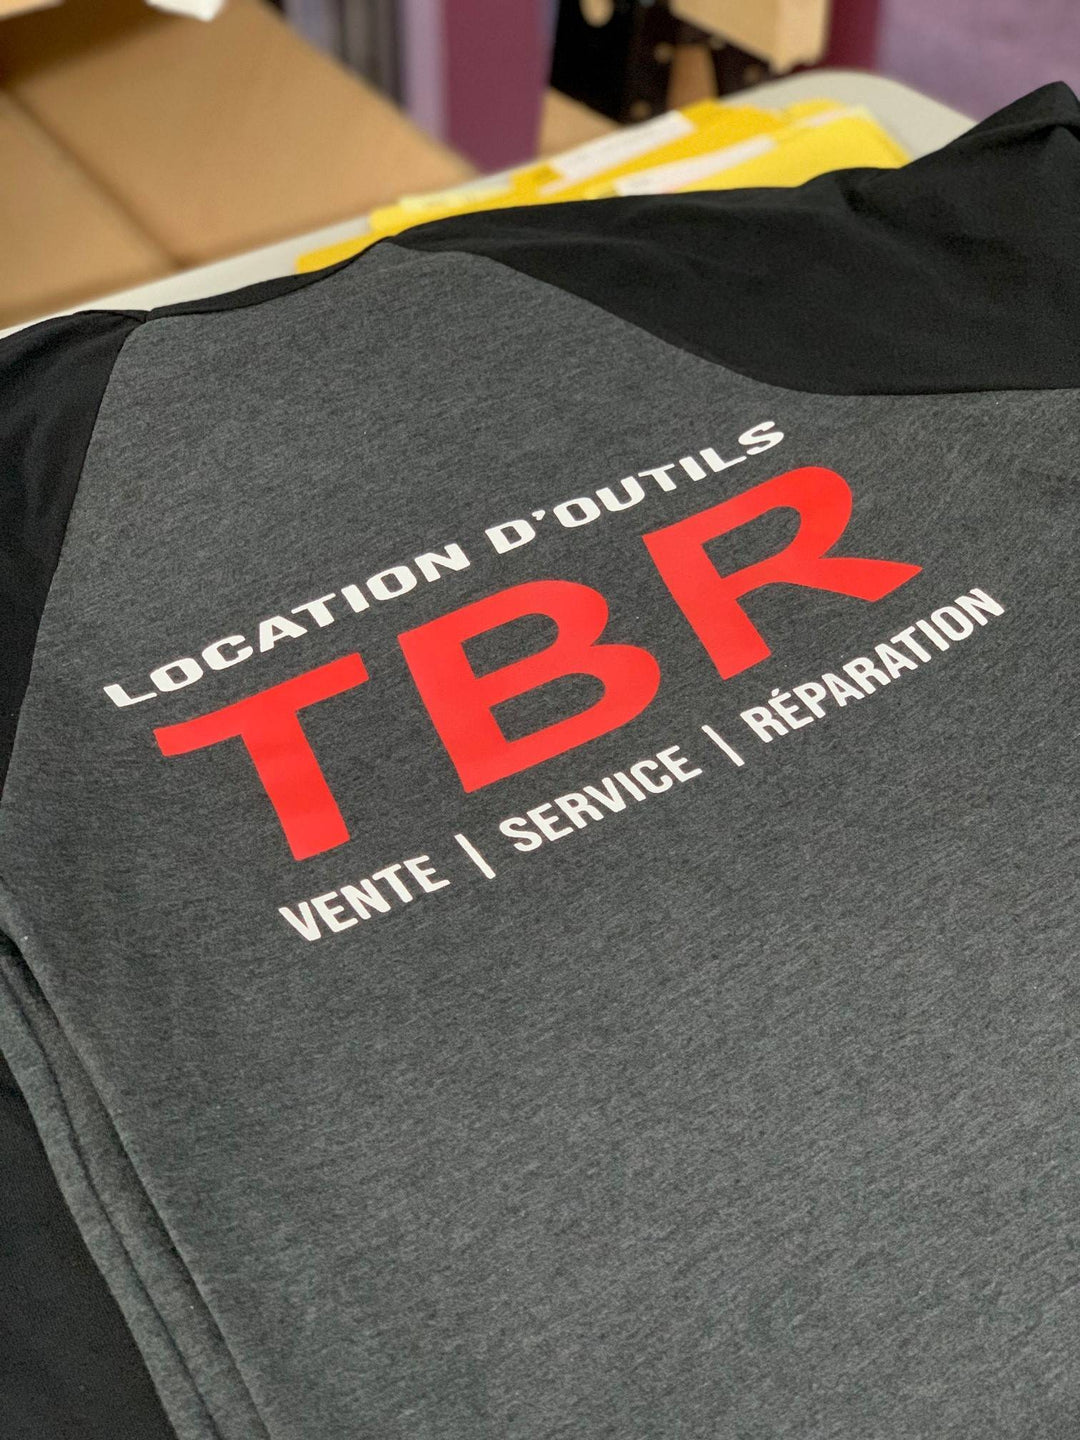 LOCATION D'OUTILS
TBR
VENTE | SERVICE | RÉPARATION